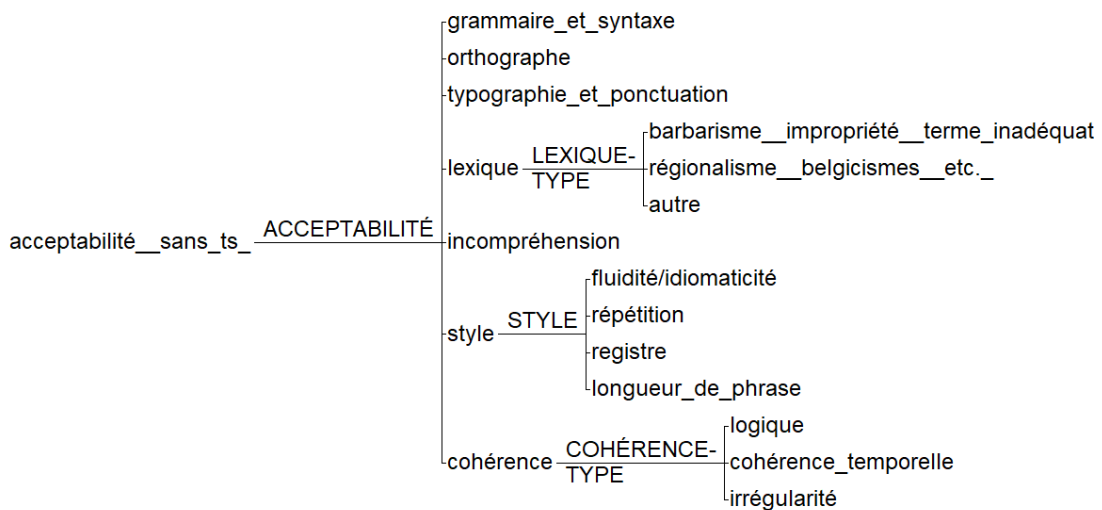 grammaire_et_syntaxe
orthographe
typographie_et_ponctuation
barbarisme__impropriété__terme_inadéquat
lexique LEXIQUE-TYPE régionalisme__belgicismes__etc._
autre
acceptabilité__sans_ts_ ACCEPTABILITÉ incompréhension
fluidité/idiomaticité
répétition
style STYLE
registre
longueur_de_phrase
logique
cohérence COHÉRENCE-TYPE cohérence_temporelle
irrégularité